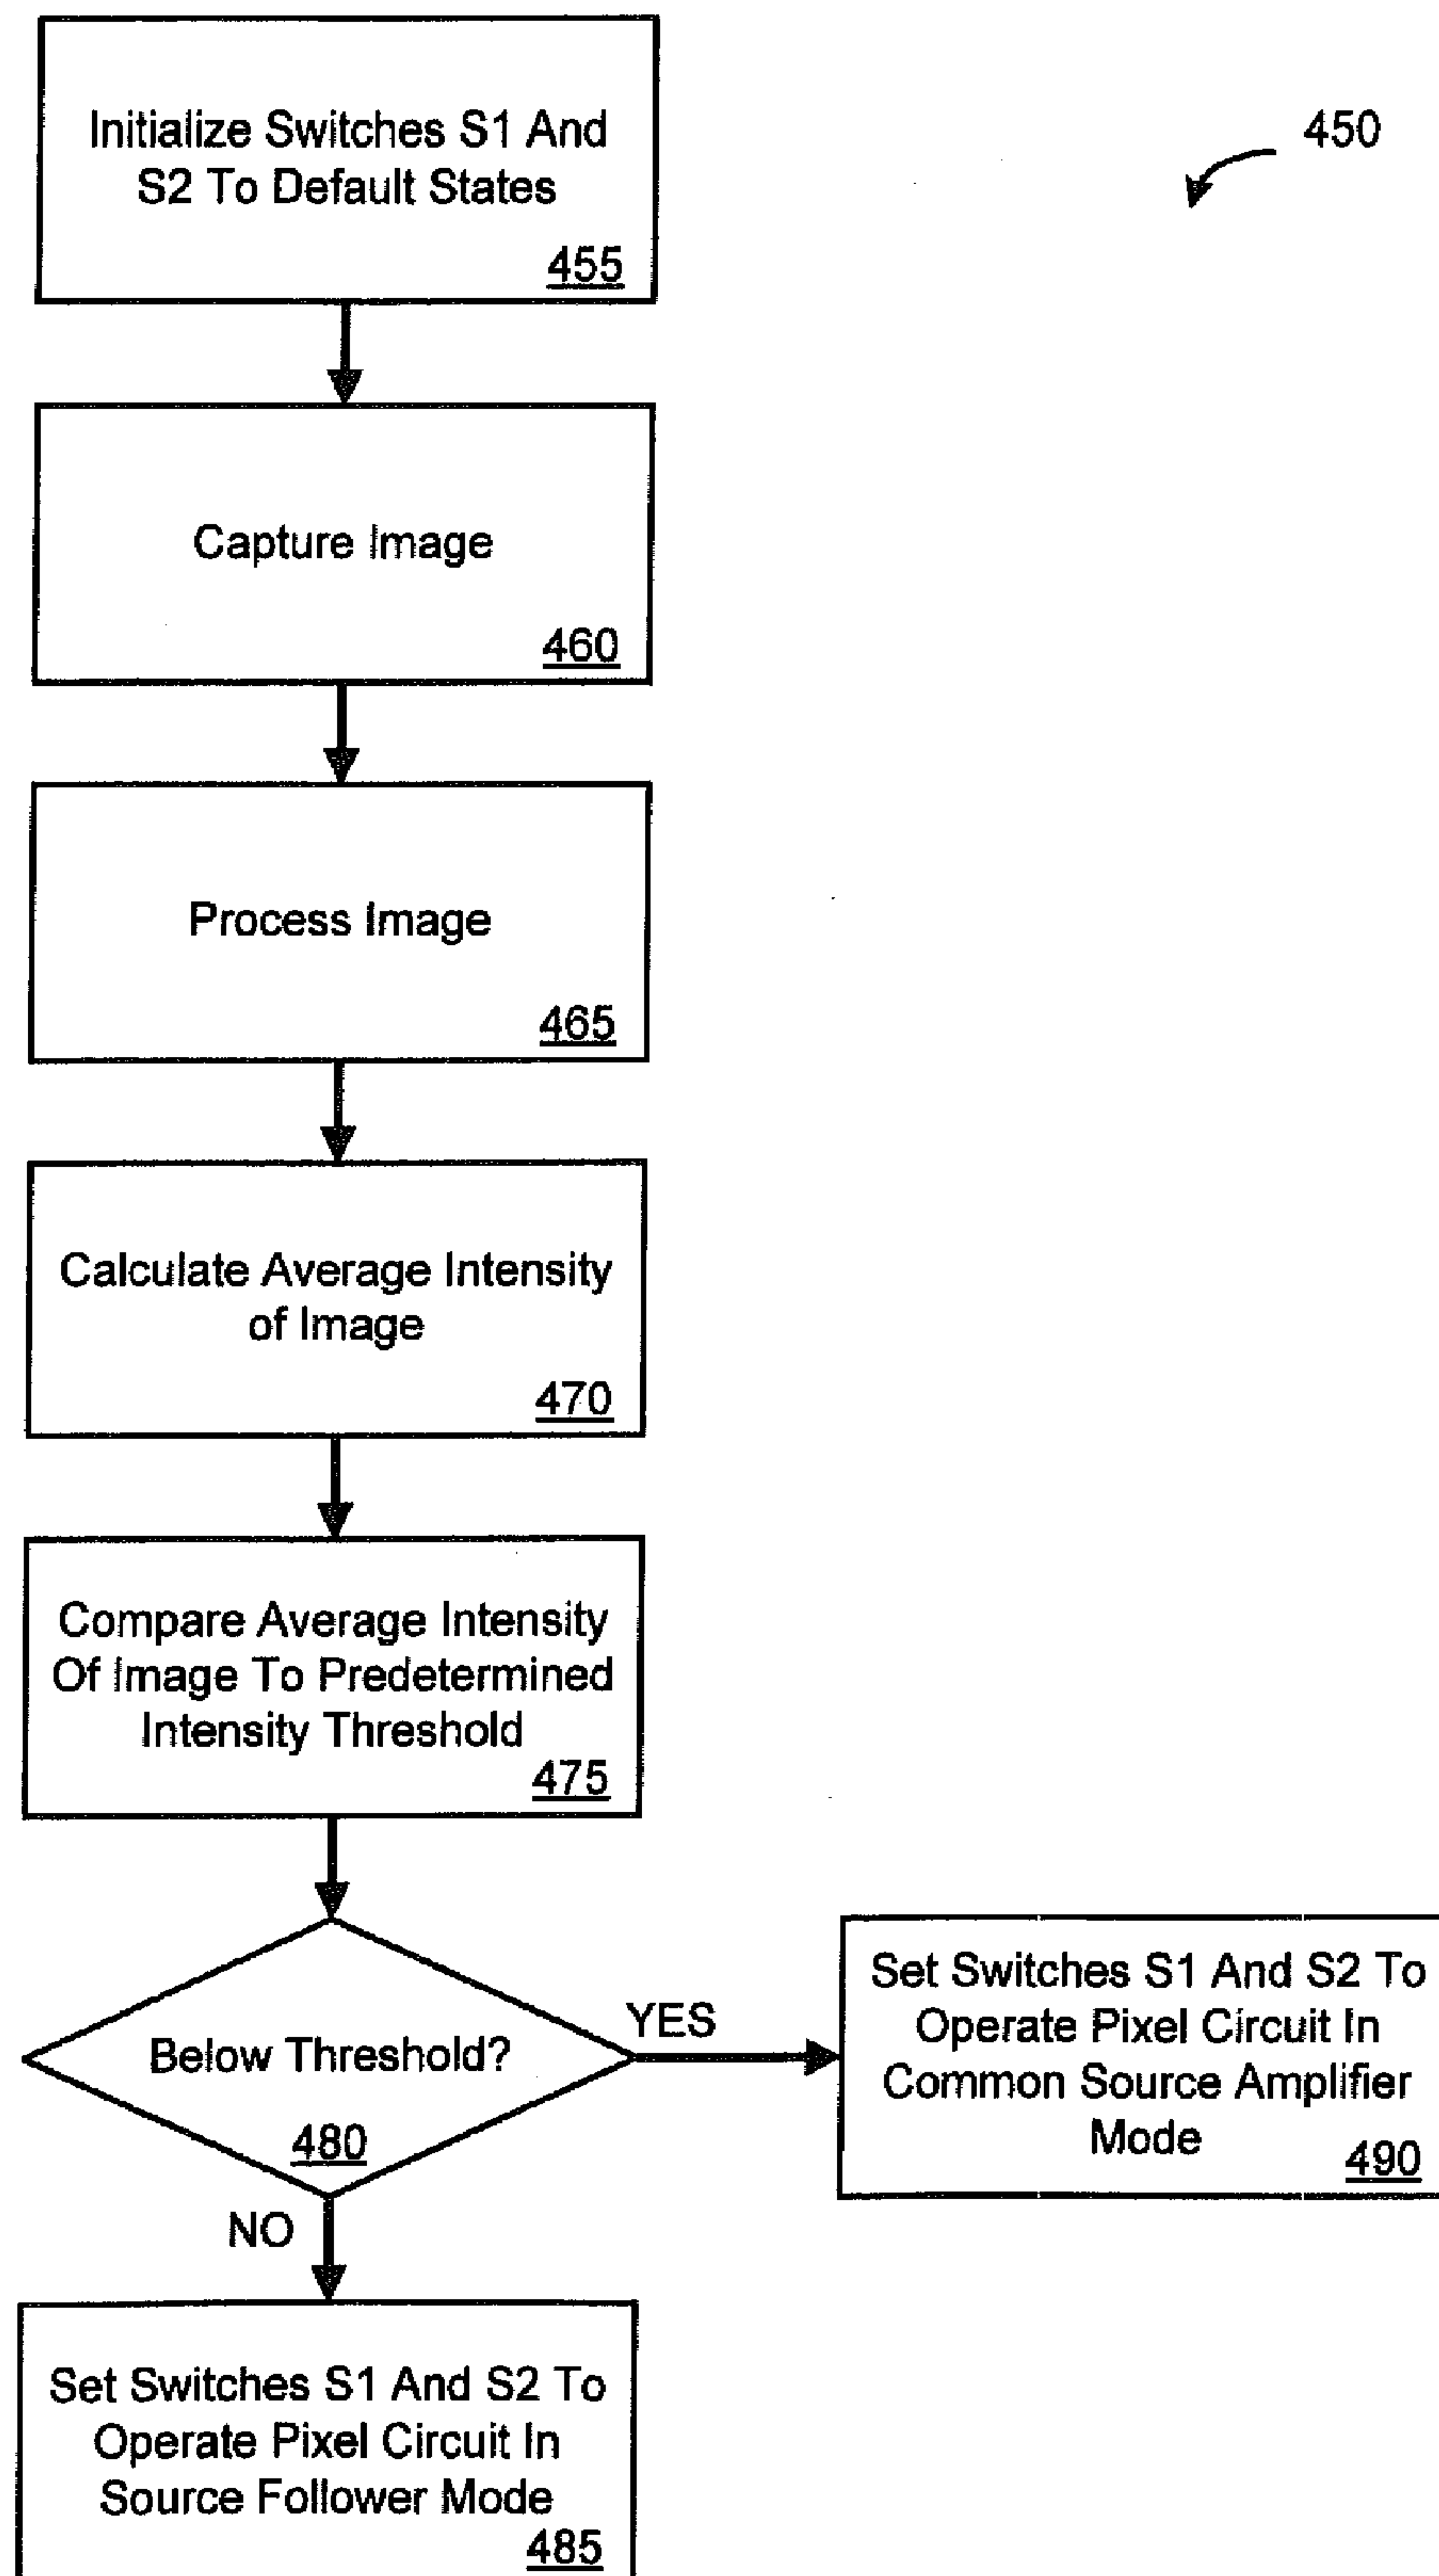 450
Initialize Switches S1 And
S2 To Default States
455
Capture Image
460
Process Image
465
Calculate Average Intensity
of Image
470
Compare Average Intensity
Of Image To Predetermined
Intensity Threshold
475
Below Threshold?
480
YES
Set Switches S1 And S2 To
Operate Pixel Circuit In
Common Source Amplifier
Mode
490
NO
Set Switches S1 And S2 To
Operate Pixel Circuit In
Source Follower Mode
485